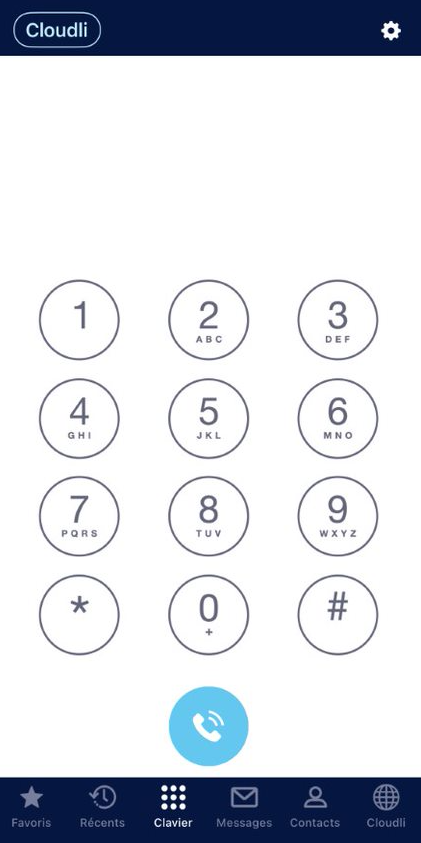 Cloudli
1 2 3
ABC DEF
4 5 6
GHI JKL MNO
7 8 9
PQRS TUV WXYZ
* 0 #
+
Favoris Récents Clavier Messages Contacts Cloudli